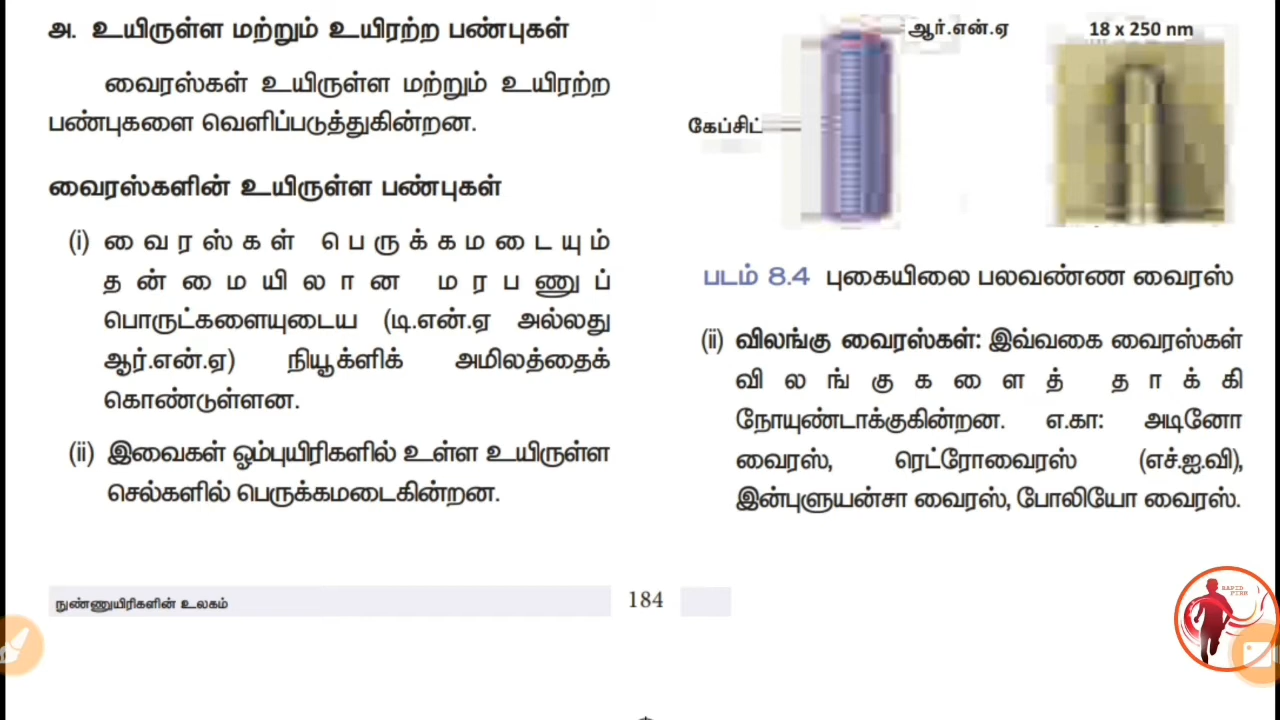 அ. உயிருள்ள மற்றும் உயிரற்ற பண்புகள்
வைரஸ்கள் உயிருள்ள மற்றும் உயிரற்ற
பண்புகளை வெளிப்படுத்துகின்றன.
வைரஸ்களின் உயிருள்ள பண்புகள்
(i) வைரஸ்கள் பெருக்கமடையும்
தன்மையிலான மரபணுப்
பொருட்களையுடைய (டி.என்.ஏ அல்லது
ஆர்.என்.ஏ) நியூக்ளிக் அமிலத்தைக்
கொண்டுள்ளன.
(ii) இவைகள் ஓம்புயிரிகளில் உள்ள உயிருள்ள
செல்களில் பெருக்கமடைகின்றன.
ஆர்.என்.ஏ
18 x 250 nm
கேப்சிட்
படம் 8.4 புகையிலை பலவண்ண வைரஸ்
(ii) விலங்கு வைரஸ்கள்: இவ்வகை வைரஸ்கள்
விலங்குகளைத் தாக்கி
நோயுண்டாக்குகின்றன. எ.கா: அடினோ
வைரஸ், ரெட்ரோவைரஸ் (எச்.ஐ.வி),
இன்புளுயன்சா வைரஸ், போலியோ வைரஸ்.
நுண்ணுயிரிகளின் உலகம்
184
RAPID
FIRE